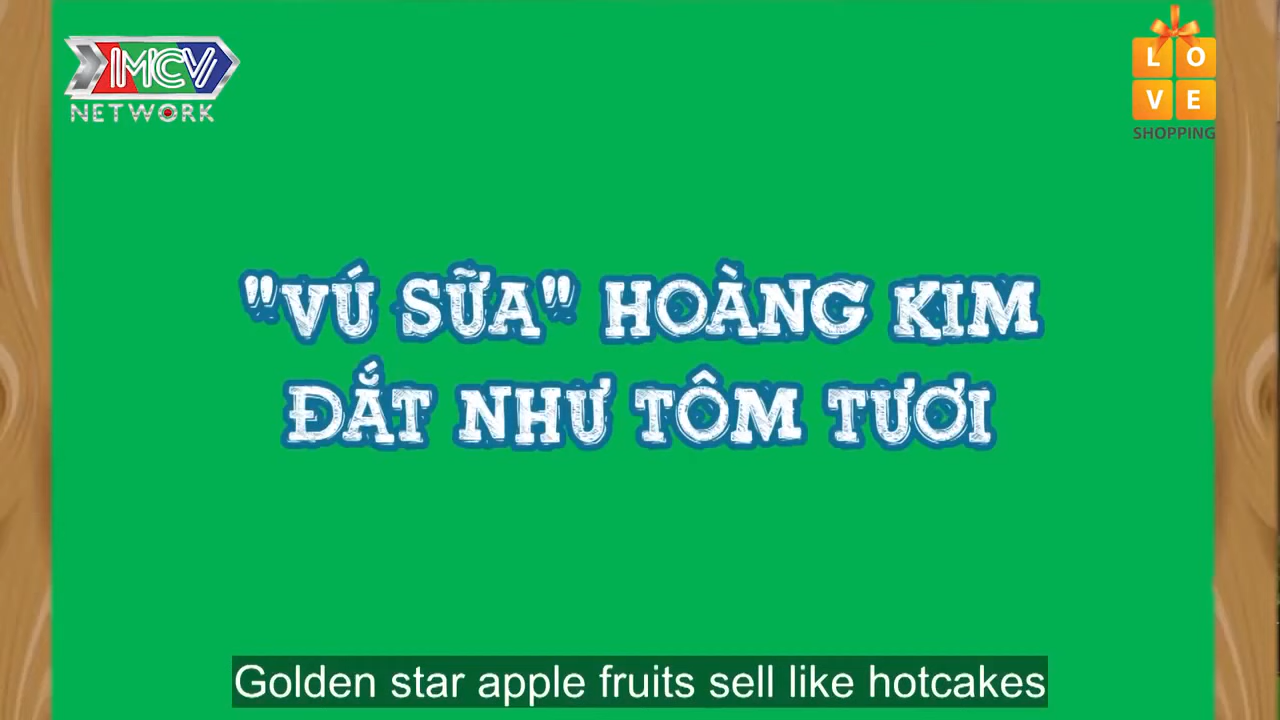 MCV
NETWORK
L O
V E
SHOPPING
"VÚ SỮA" HOÀNG KIM
ĐẮT NHƯ TÔM TƯƠI
Golden star apple fruits sell like hotcakes